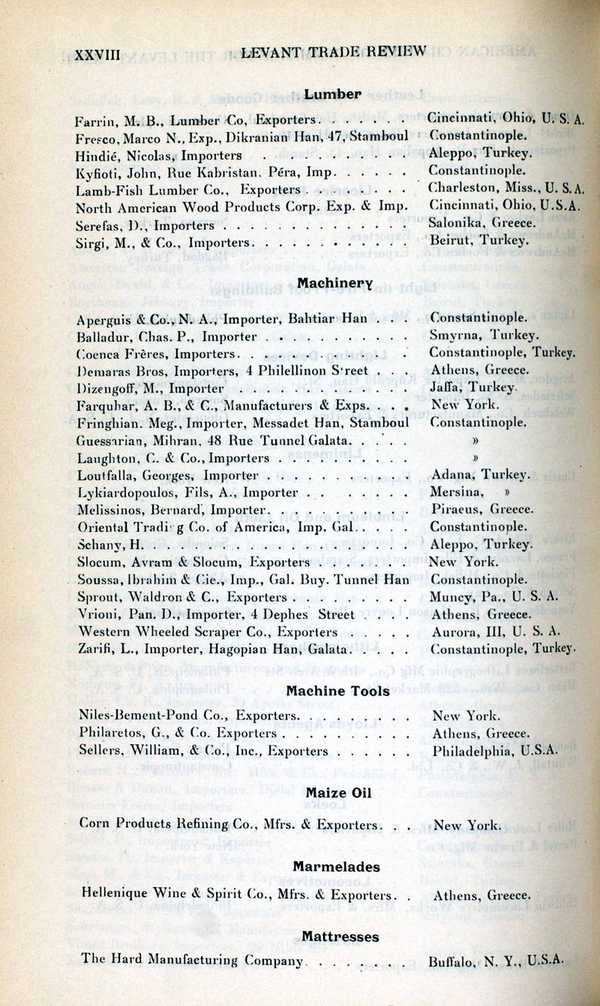 XXVIII LEVANT TRADE REVIEW
Lumber
Farrin, M. B., Lumber Co, Exporters. . . . . . Cincinnati, Ohio, U. S. A.
Fresco, Marco N., Exp., Dikranian Han, 47, Stamboul Constantinople.
Hindié, Nicolas, Importers . . . . . . . . . Aleppo, Turkey.
Kyfioti, John, Rue Kabristan. Péra, Imp. . . . . . Constantinople.
Lamb-Fish Lumber Co., Exporters . . . . . . . . Charleston, Miss., U. S. A.
North American Wood Products Corp. Exp. & Imp. Cincinnati, Ohio, U.S.A.
Serefas, D., Importers . . . . . . . . . . . . . Salonika, Greece.
Sirgi, M., & Co., Importers. . . . . . . . . . . . Beirut, Turkey.
Machinery
Aperguis & Co., N. A., Importer, Bahtiar Han . . . Constantinople.
Balladur, Chas. P., Importer . . . . . . . . . . . Smyrna, Turkey.
Coenca Frères, Importers. . . . . . . . . . . . Constantinople, Turkey.
Demaras Bros, Importers, 4 Philellinon Street . . . Athens, Greece.
Dizengoff, M., Importer . . . . . . . . . . . . Jaffa, Turkey.
Farquhar, A. B., & C., Manufacturers & Exps. . . . New York.
Fringhian. Meg., Importer, Messadet Han, Stamboul Constantinople.
Guessarian, Mihran, 48 Rue Tunnel Galata. . . . . »
Laughton, C. & Co., Importers . . . . . . . . . . »
Loutfalla, Georges, Importer . . . . . . . . . . . Adana, Turkey.
Lykiardopoulos, Fils, A., Importer . . . . . . . Mersina, »
Melissinos, Bernard, Importer. . . . . . . . . . . Piraeus, Greece.
Oriental Trading Co. of America, Imp. Gal. . . . Constantinople.
Schany, H. . . . . . . . . . . . . . . . . . . Aleppo, Turkey.
Slocum, Avram & Slocum, Exporters . . . . . . New York.
Soussa, Ibrahim & Cie., Imp., Gal. Buy. Tunnel Han Constantinople.
Sprout, Waldron & C., Exporters . . . . . . . . Muncy, Pa., U. S. A.
Vrioni, Pan. D., Importer, 4 Dephes Street . . . . Athens, Greece.
Western Wheeled Scraper Co., Exporters . . . . . Aurora, Ill, U. S. A.
Zarifi, L., Importer, Hagopian Han, Galata. . . . . Constantinople, Turkey.
Machine Tools
Niles-Bement-Pond Co., Exporters. . . . . . . . New York.
Philaretos, G., & Co. Exporters . . . . . . . . . Athens, Greece.
Sellers, William, & Co., Inc., Exporters . . . . . . Philadelphia, U.S.A.
Maize Oil
Corn Products Refining Co., Mfrs. & Exporters. . . New York.
Marmelades
Hellenique Wine & Spirit Co., Mfrs. & Exporters. . Athens, Greece.
Mattresses
The Hard Manufacturing Company. . . . . . . . Buffalo, N. Y., U.S.A.